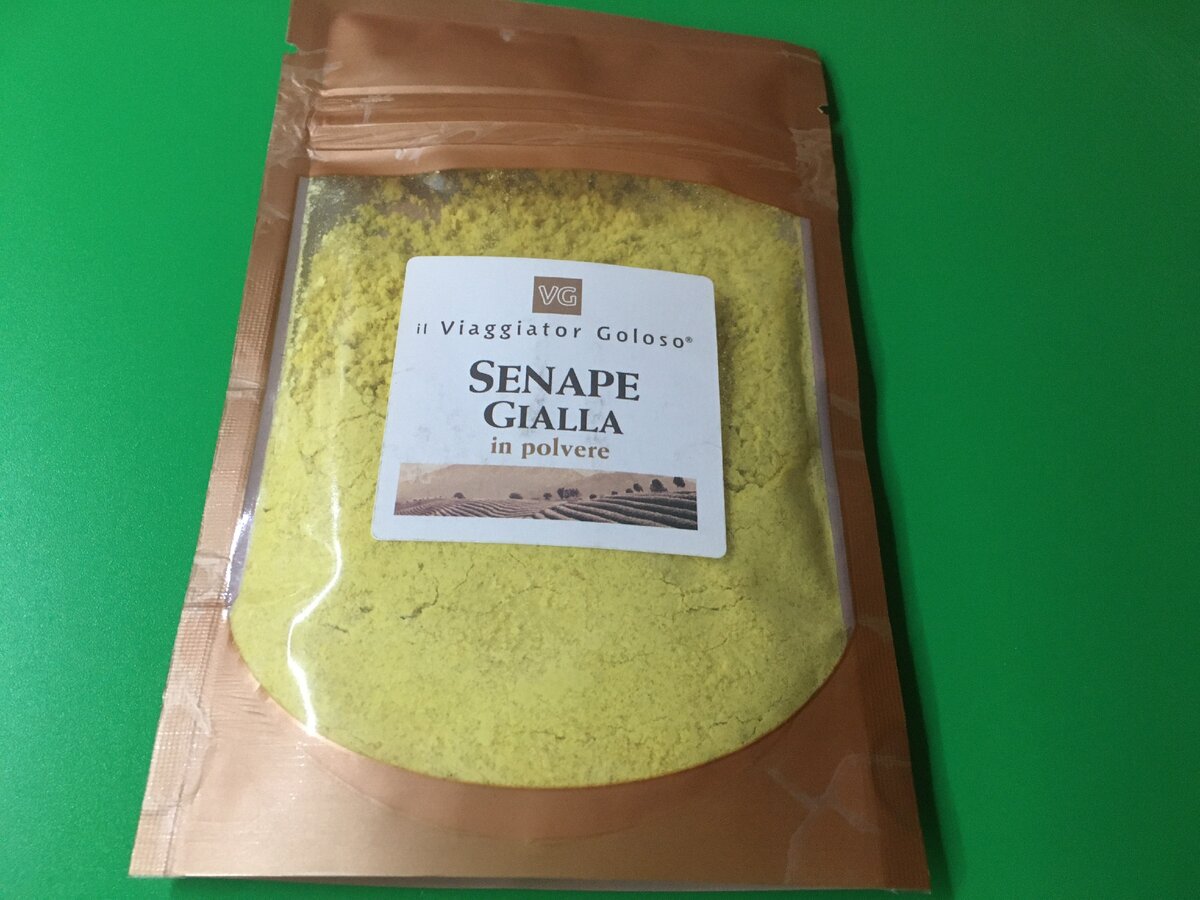 VG
il Viaggiator Goloso®
SENAPE
GIALLA
in polvere